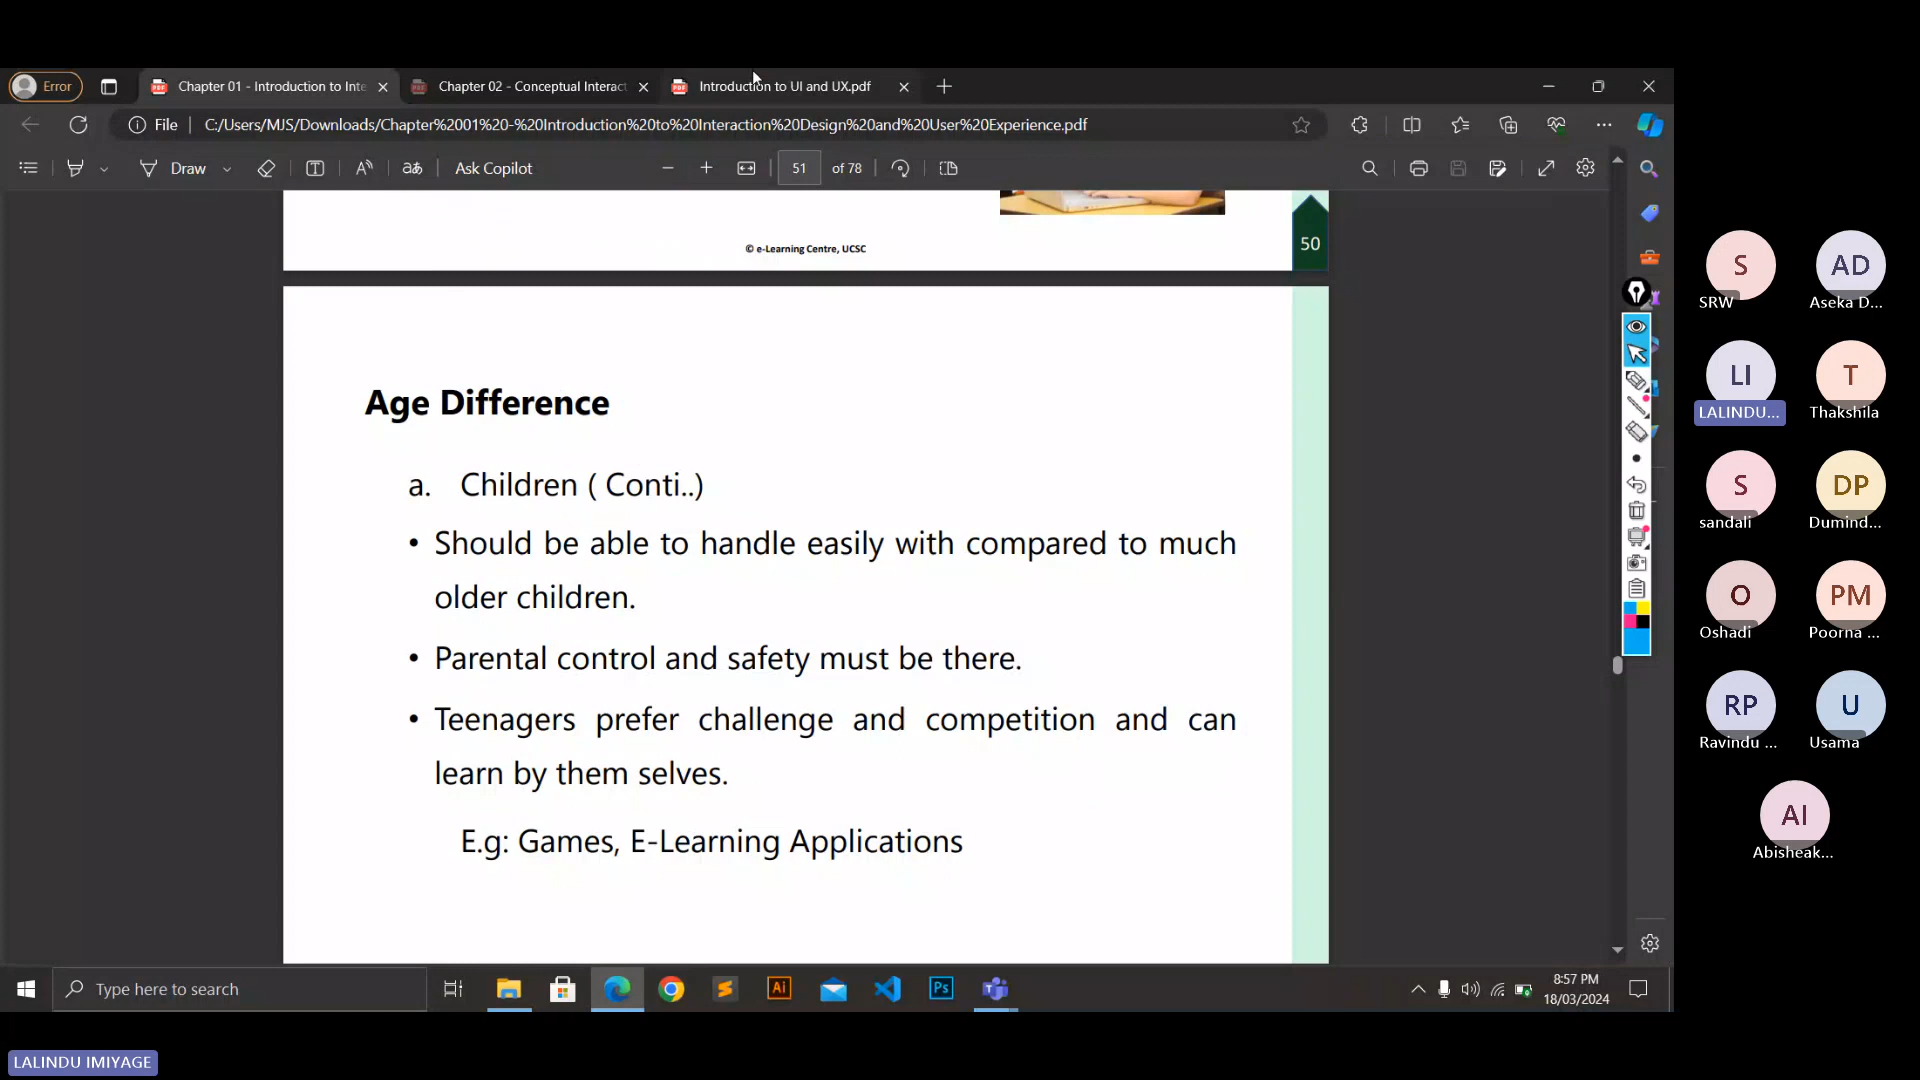 Error
Chapter 01 - Introduction to Inte
Chapter 02 - Conceptual Interact
Introduction to UI and UX.pdf
File
C:/Users/MJS/Downloads/Chapter%2001%20-%20Introduction%20to%20Interaction%20Design%20and%20User%20Experience.pdf
Draw
aあ
Ask Copilot
51
of 78
© e-Learning Centre, UCSC
50
Age Difference
a. Children ( Conti..)
• Should be able to handle easily with compared to much
older children.
• Parental control and safety must be there.
• Teenagers prefer challenge and competition and can
learn by them selves.
E.g: Games, E-Learning Applications
S
SRW
AD
Aseka D...
LI
LALINDU...
T
Thakshila
S
sandali
DP
Dumind...
O
Oshadi
PM
Poorna ...
RP
Ravindu ...
U
Usama
AI
Abisheak...
Type here to search
Ai
Ps
8:57 PM
18/03/2024
LALINDU IMIYAGE